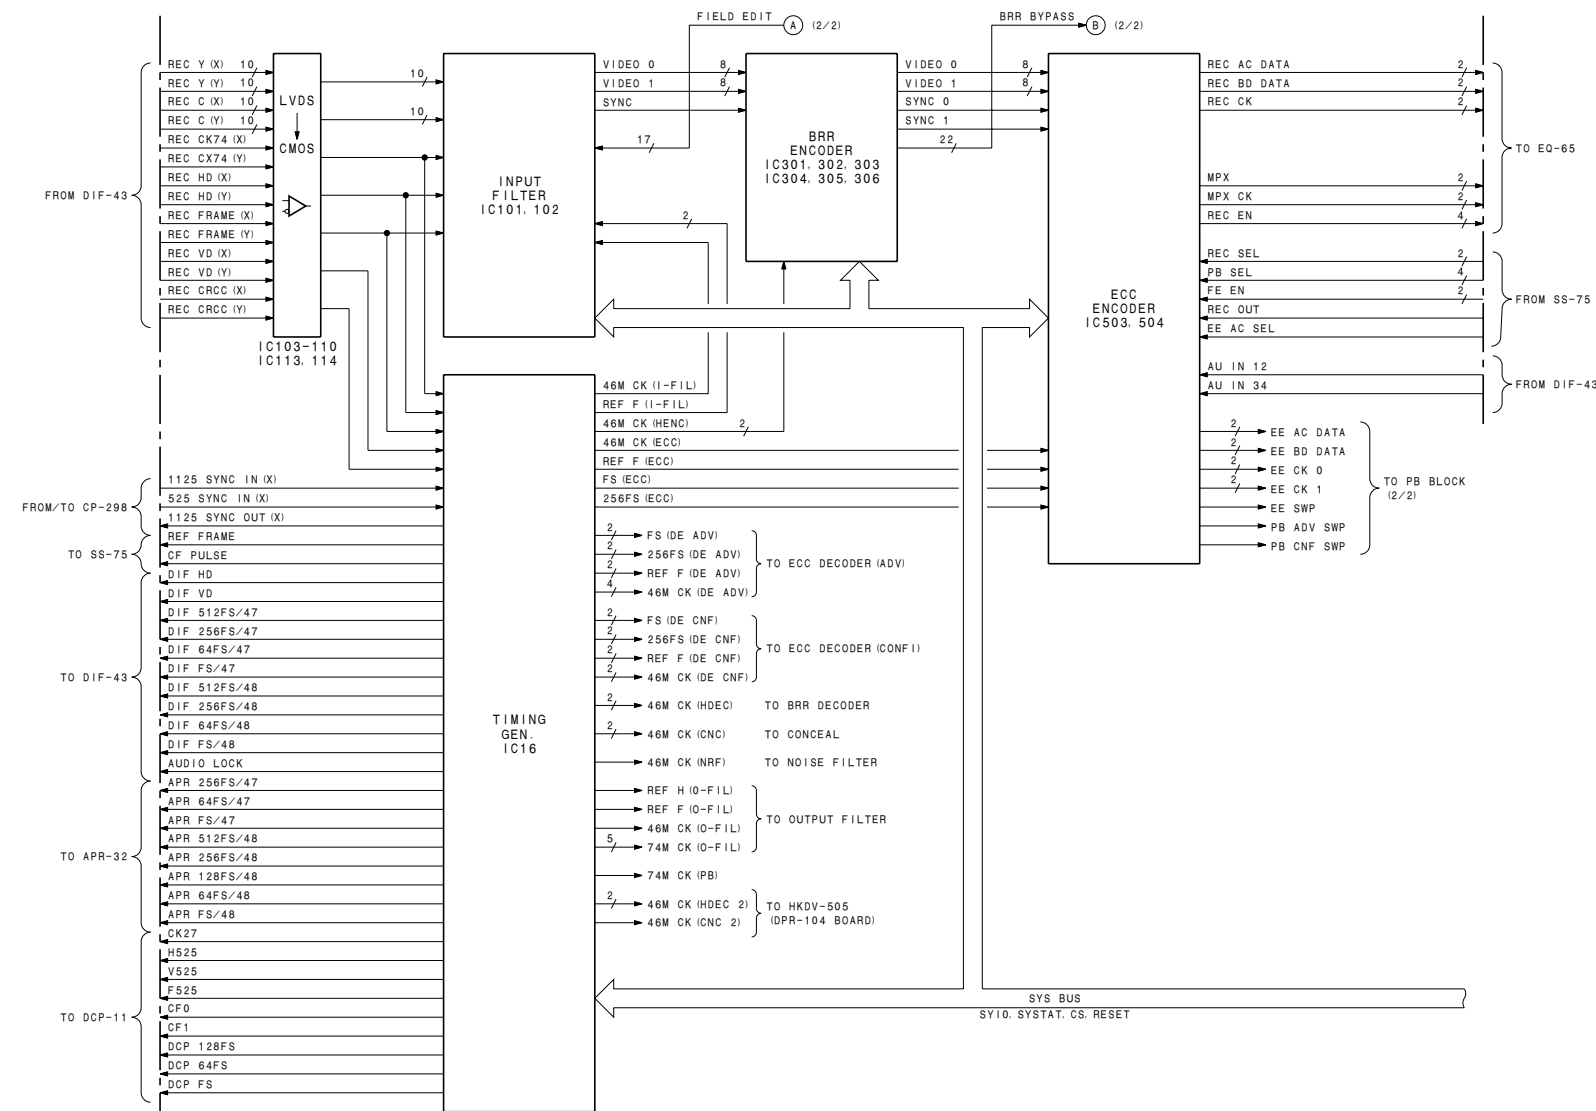 FIELD EDIT
A (2/2)
BRR BYPASS
B (2/2)
FROM DIF-43
REC Y (X) 10
REC Y (Y) 10
REC C (X) 10
REC C (Y) 10
REC CK74 (X)
REC CX74 (Y)
REC HD (X)
REC HD (Y)
REC FRAME (X)
REC FRAME (Y)
REC VD (X)
REC VD (Y)
REC CRCC (X)
REC CRCC (Y)
LVDS
CMOS
IC103-110
IC113, 114
10
10
INPUT
FILTER
IC101, 102
VIDEO 0 8
VIDEO 1 8
SYNC
17
2
BRR
ENCODER
IC301, 302, 303
IC304, 305, 306
VIDEO 0 8
VIDEO 1 8
SYNC 0
SYNC 1
22
ECC
ENCODER
IC503, 504
REC AC DATA 2
REC BD DATA 2
REC CK 2
MPX 2
MPX CK 2
REC EN 4
TO EQ-65
REC SEL 2
PB SEL 4
FE EN 2
REC OUT
EE AC SEL
FROM SS-75
AU IN 12
AU IN 34
FROM DIF-43
2 EE AC DATA
2 EE BD DATA
2 EE CK 0
2 EE CK 1
EE SWP
PB ADV SWP
PB CNF SWP
TO PB BLOCK
(2/2)
46M CK (I-FIL)
REF F (I-FIL)
46M CK (HENC) 2
46M CK (ECC)
REF F (ECC)
FS (ECC)
256FS (ECC)
FROM/TO CP-298
1125 SYNC IN (X)
525 SYNC IN (X)
1125 SYNC OUT (X)
TO SS-75
REF FRAME
CF PULSE
TO DIF-43
DIF HD
DIF VD
DIF 512FS/47
DIF 256FS/47
DIF 64FS/47
DIF FS/47
DIF 512FS/48
DIF 256FS/48
DIF 64FS/48
DIF FS/48
AUDIO LOCK
TO APR-32
APR 256FS/47
APR 64FS/47
APR FS/47
APR 512FS/48
APR 256FS/48
APR 128FS/48
APR 64FS/48
APR FS/48
TO DCP-11
CK27
H525
V525
F525
CF0
CF1
DCP 128FS
DCP 64FS
DCP FS
TIMING
GEN.
IC16
2 FS (DE ADV)
2 256FS (DE ADV)
2 REF F (DE ADV)
4 46M CK (DE ADV)
TO ECC DECODER (ADV)
2 FS (DE CNF)
2 256FS (DE CNF)
2 REF F (DE CNF)
2 46M CK (DE CNF)
TO ECC DECODER (CONFI)
2 46M CK (HDEC) TO BRR DECODER
2 46M CK (CNC) TO CONCEAL
46M CK (NRF) TO NOISE FILTER
REF H (O-FIL)
REF F (O-FIL)
46M CK (O-FIL)
5 74M CK (O-FIL)
TO OUTPUT FILTER
74M CK (PB)
2 46M CK (HDEC 2)
46M CK (CNC 2)
TO HKDV-505
(DPR-104 BOARD)
SYS BUS
SYIO, SYSTAT, CS, RESET